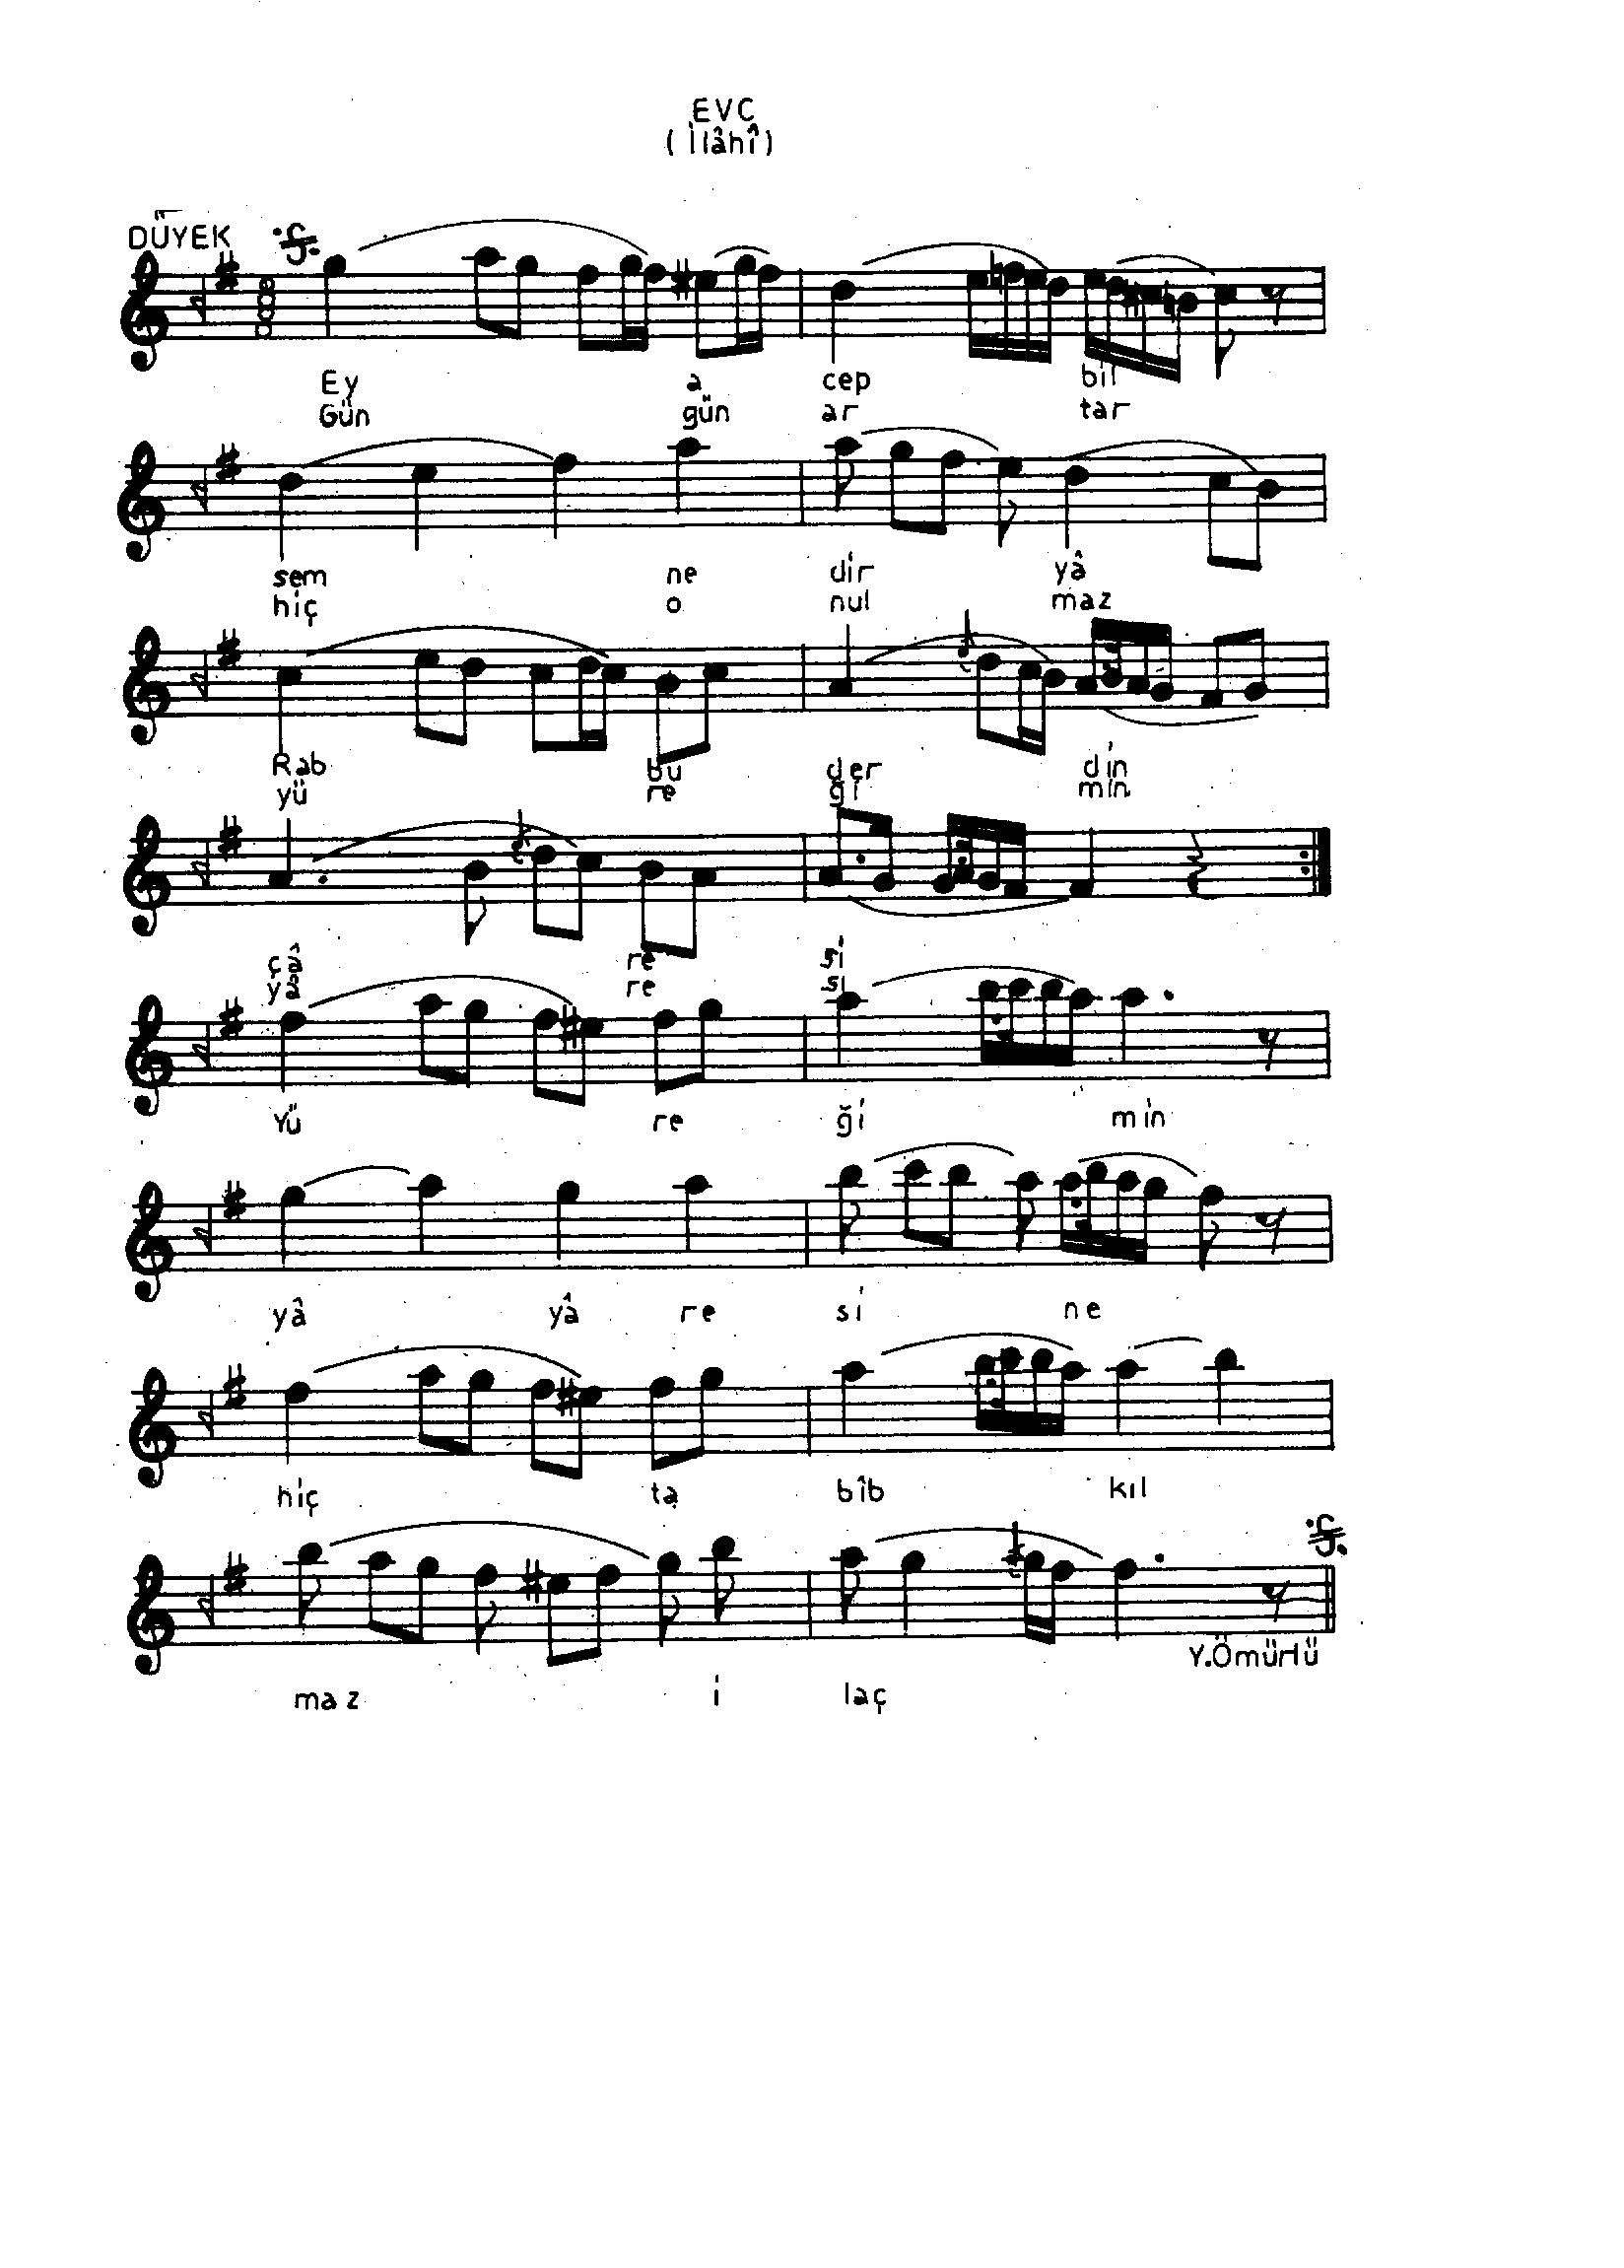 EVÇ
(İlâhî)
DÜYEK
Ey a cep bil
Gün gün ar tar
sem ne dir yâ
hiç o nul maz
Rab bu der din
yü re ği min
çâ re si
yâ re si
Yü re ği min
yâ yâ re si ne
hiç ta bîb kıl
Y.Ömürlü
maz i laç